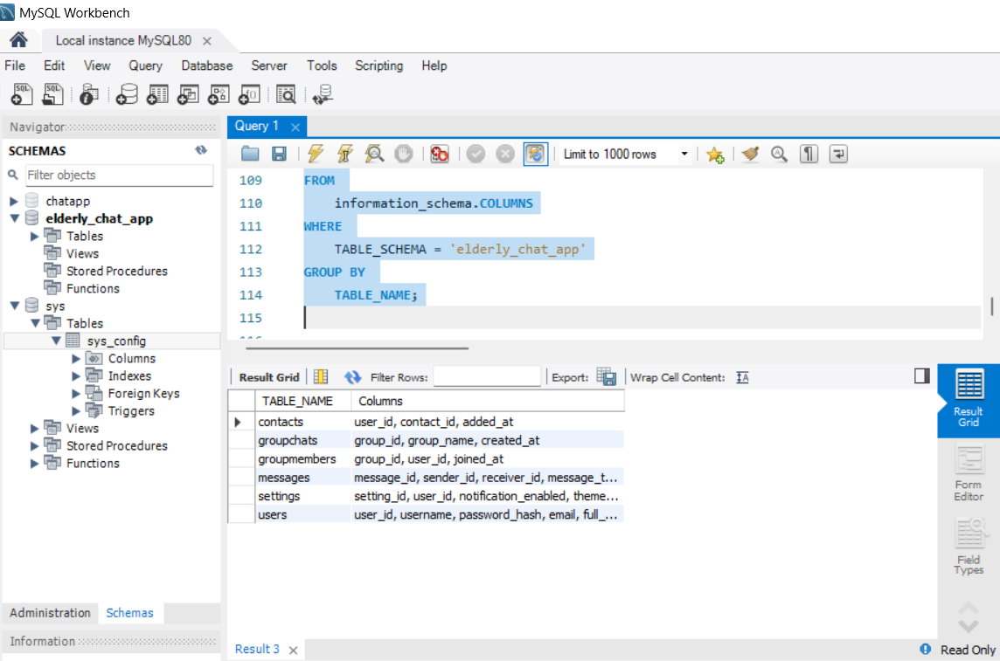 MySQL Workbench
Local instance MySQL80
File Edit View Query Database Server Tools Scripting Help
SQL SQL
Navigator
SCHEMAS
Filter objects
chatapp
elderly_chat_app
Tables
Views
Stored Procedures
Functions
sys
Tables
sys_config
Columns
Indexes
Foreign Keys
Triggers
Views
Stored Procedures
Functions
Administration Schemas
Information
Query 1
Limit to 1000 rows
109 FROM
110 information_schema.COLUMNS
111 WHERE
112 TABLE_SCHEMA = 'elderly_chat_app'
113 GROUP BY
114 TABLE_NAME;
115
Result Grid Filter Rows: Export: Wrap Cell Content:
TABLE_NAME Columns
contacts user_id, contact_id, added_at
groupchats group_id, group_name, created_at
groupmembers group_id, user_id, joined_at
messages message_id, sender_id, receiver_id, message_t...
settings setting_id, user_id, notification_enabled, theme...
users user_id, username, password_hash, email, full_...
Result
Grid
Form
Editor
Field
Types
Result 3
Read Only